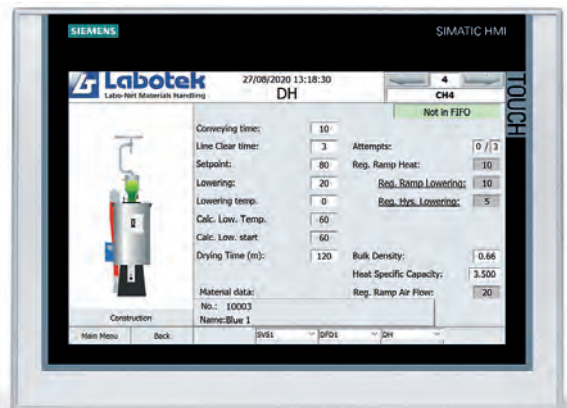 SIEMENS
SIMATIC HMI
TOUCH
Labotek
Labo-Net Materials Handling
27/08/2020 13:18:30
DH
4
CH4
Not in FIFO
Conveying time: 10
Line Clear time: 3
Attempts: 0 / 3
Setpoint: 80
Reg. Ramp Heat: 10
Lowering: 20
Reg. Ramp Lowering: 10
Lowering temp. 0
Reg. Hys. Lowering: 5
Calc. Low. Temp. 60
Calc. Low. start 60
Drying Time (m): 120
Bulk Density: 0.66
Heat Specific Capacity: 3.500
Material data:
Reg. Ramp Air Flow: 20
No.: 10003
Name:Blue 1
Construction
Main Menu
Back
SVS1
DFD1
DH